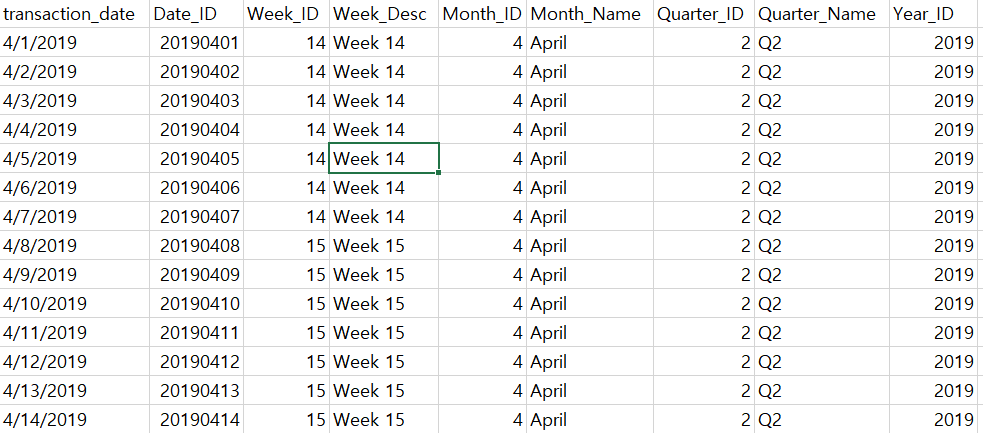 transaction_date Date_ID Week_ID Week_Desc Month_ID Month_Name Quarter_ID Quarter_Name Year_ID
4/1/2019 20190401 14 Week 14 4 April 2 Q2 2019
4/2/2019 20190402 14 Week 14 4 April 2 Q2 2019
4/3/2019 20190403 14 Week 14 4 April 2 Q2 2019
4/4/2019 20190404 14 Week 14 4 April 2 Q2 2019
4/5/2019 20190405 14 Week 14 4 April 2 Q2 2019
4/6/2019 20190406 14 Week 14 4 April 2 Q2 2019
4/7/2019 20190407 14 Week 14 4 April 2 Q2 2019
4/8/2019 20190408 15 Week 15 4 April 2 Q2 2019
4/9/2019 20190409 15 Week 15 4 April 2 Q2 2019
4/10/2019 20190410 15 Week 15 4 April 2 Q2 2019
4/11/2019 20190411 15 Week 15 4 April 2 Q2 2019
4/12/2019 20190412 15 Week 15 4 April 2 Q2 2019
4/13/2019 20190413 15 Week 15 4 April 2 Q2 2019
4/14/2019 20190414 15 Week 15 4 April 2 Q2 2019